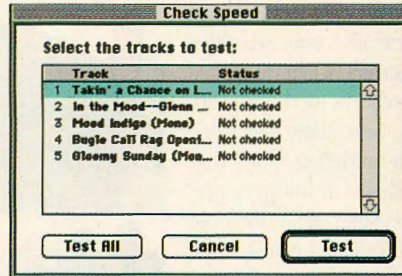 Check Speed
Select the tracks to test:
Track Status
1 Takin' a Chance on L... Not checked
2 In the Mood--Glenn ... Not checked
3 Mood Indigo (Mono) Not checked
4 Bugle Call Rag Openi... Not checked
5 Gloomy Sunday (Mon... Not checked
Test All Cancel Test